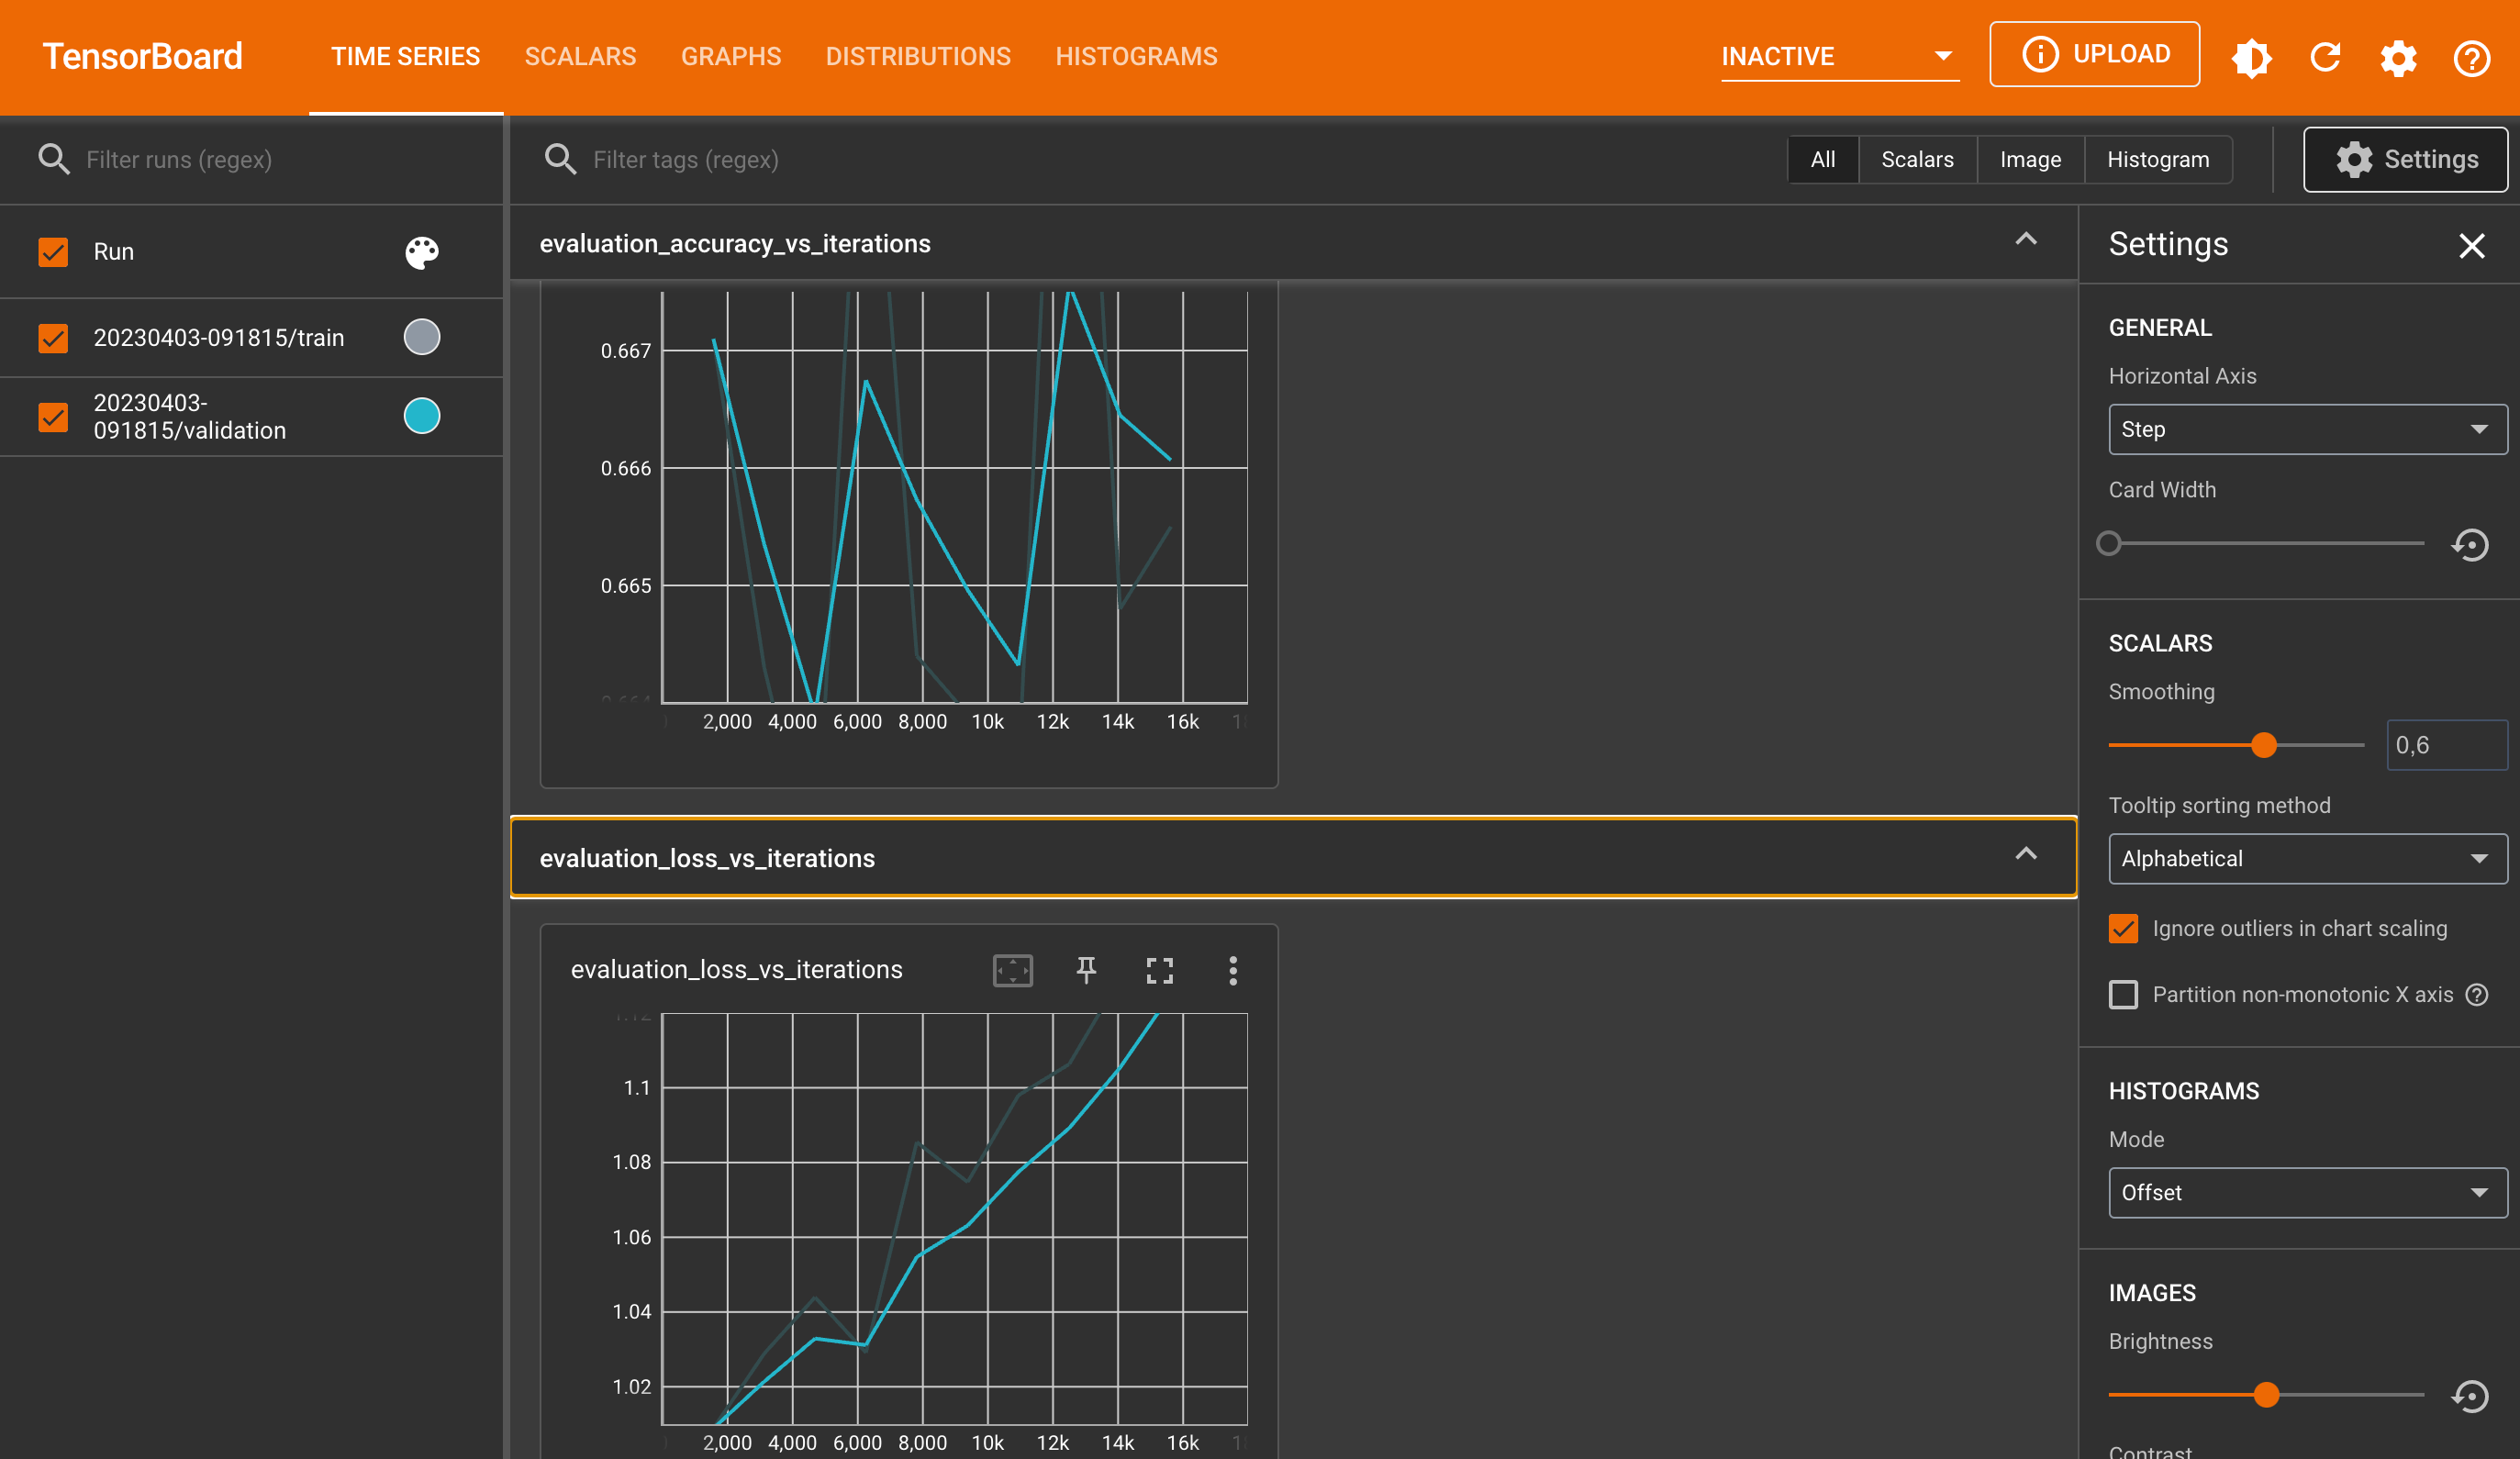 TensorBoard
TIME SERIES
SCALARS
GRAPHS
DISTRIBUTIONS
HISTOGRAMS
INACTIVE
UPLOAD
Filter runs (regex)
Filter tags (regex)
All
Scalars
Image
Histogram
Settings
Run
20230403-091815/train
20230403-
091815/validation
evaluation_accuracy_vs_iterations
0.667
0.666
0.665
0.664
2,000 4,000 6,000 8,000 10k 12k 14k 16k
evaluation_loss_vs_iterations
evaluation_loss_vs_iterations
1.12
1.1
1.08
1.06
1.04
1.02
2,000 4,000 6,000 8,000 10k 12k 14k 16k
Settings
GENERAL
Horizontal Axis
Step
Card Width
SCALARS
Smoothing
0,6
Tooltip sorting method
Alphabetical
Ignore outliers in chart scaling
Partition non-monotonic X axis
HISTOGRAMS
Mode
Offset
IMAGES
Brightness
Contrast